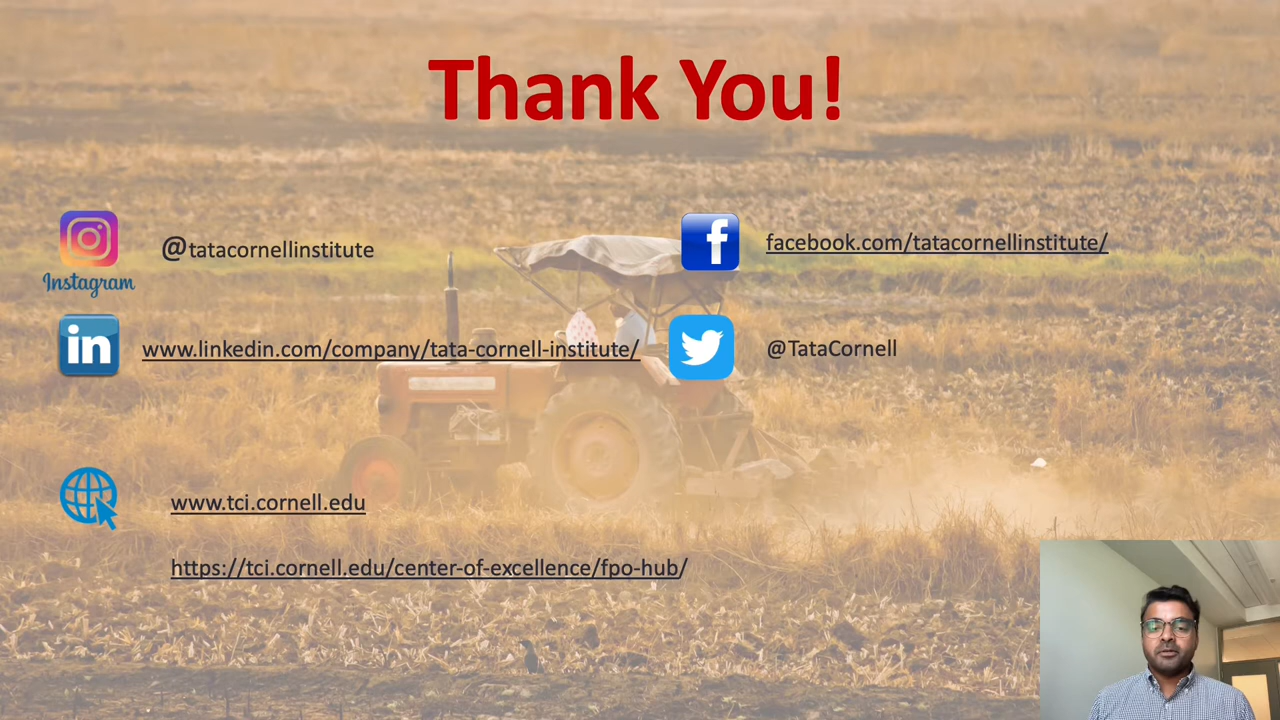 Thank You!
@tatacornellinstitute
facebook.com/tatacornellinstitute/
Instagram
in
www.linkedin.com/company/tata-cornell-institute/
@TataCornell
www.tci.cornell.edu
https://tci.cornell.edu/center-of-excellence/fpo-hub/